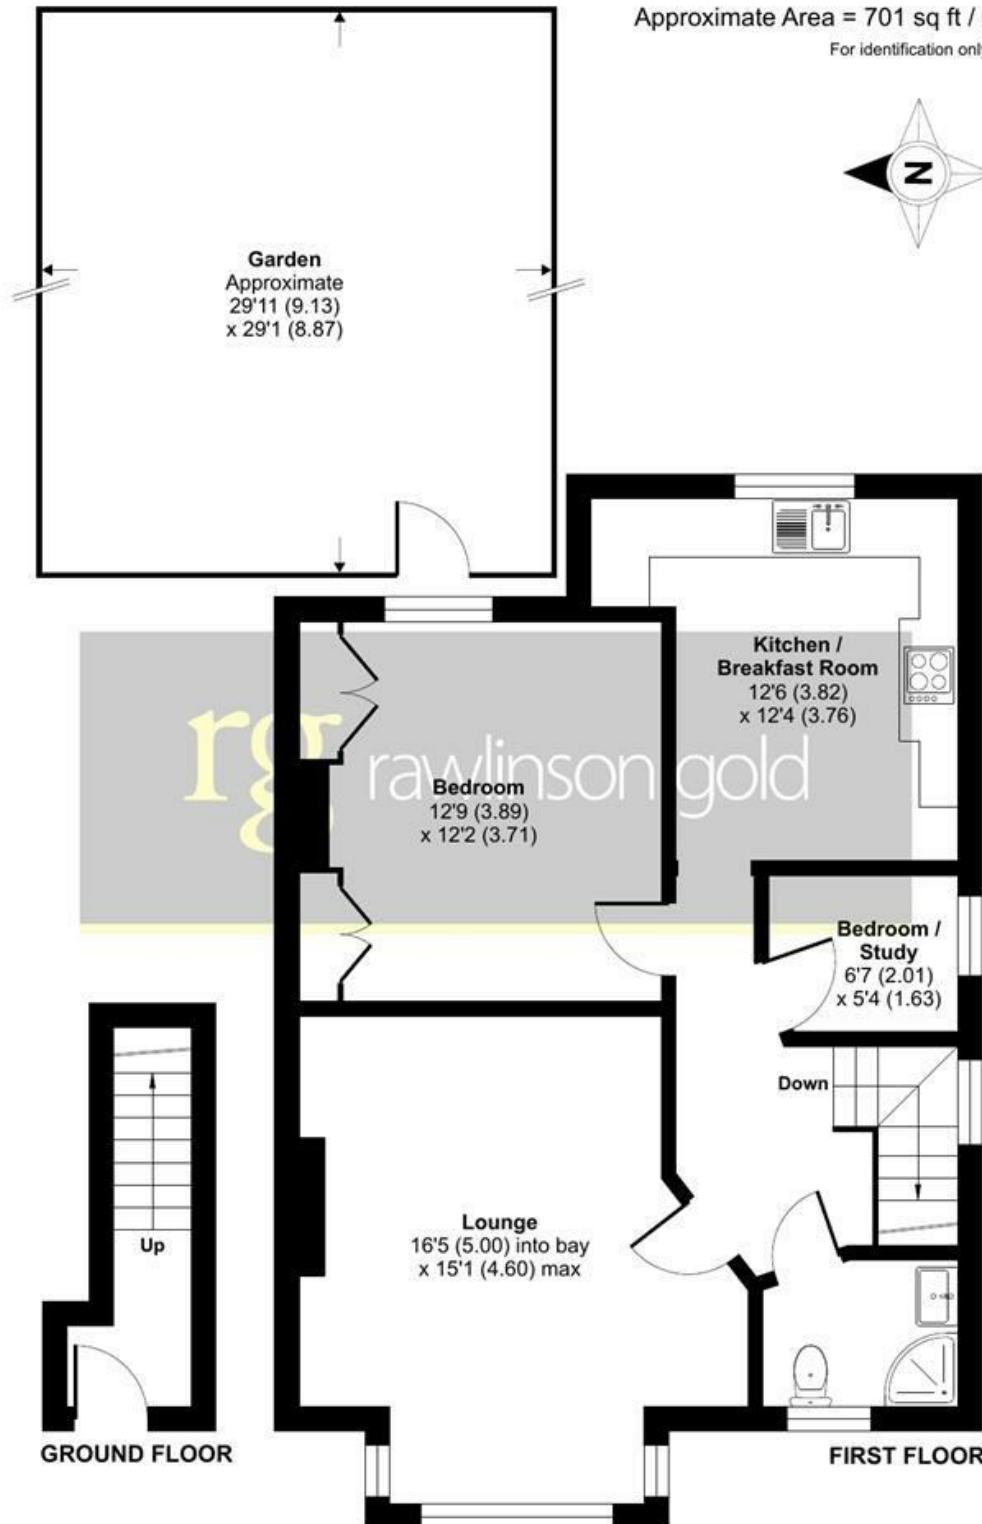 Approximate Area = 701 sq ft /
For identification only
N
Garden
Approximate
29'11 (9.13)
x 29'1 (8.87)
Kitchen /
Breakfast Room
12'6 (3.82)
x 12'4 (3.76)
rg rawlinson gold
Bedroom
12'9 (3.89)
x 12'2 (3.71)
Bedroom /
Study
6'7 (2.01)
x 5'4 (1.63)
Down
Up
Lounge
16'5 (5.00) into bay
x 15'1 (4.60) max
GROUND FLOOR
FIRST FLOOR